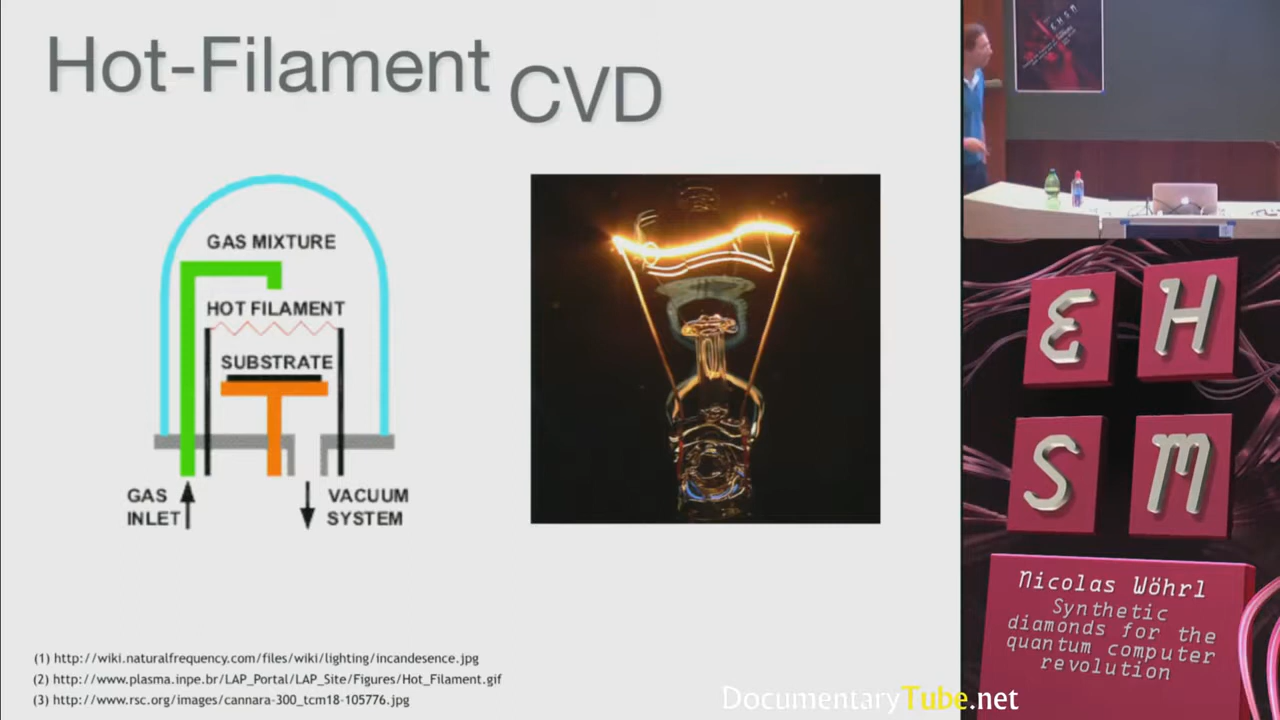 Hot-Filament CVD
GAS MIXTURE
HOT FILAMENT
SUBSTRATE
GAS
INLET
VACUUM
SYSTEM
(1) http://wiki.naturalfrequency.com/files/wiki/lighting/incandesence.jpg
(2) http://www.plasma.inpe.br/LAP_Portal/LAP_Site/Figures/Hot_Filament.gif
(3) http://www.rsc.org/images/cannara-300_tcm18-105776.jpg
EHSM
E H
S M
Nicolas Wöhrl
Synthetic
diamonds for the
quantum computer
revolution
DocumentaryTube.net